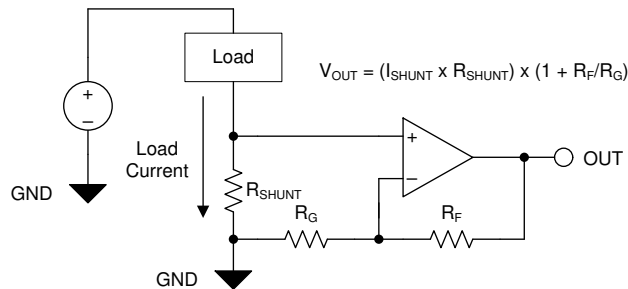 Load
V_OUT = (I_SHUNT x R_SHUNT) x (1 + R_F/R_G)
+
−
Load
Current
+
−
OUT
GND
R_SHUNT
R_G
R_F
GND